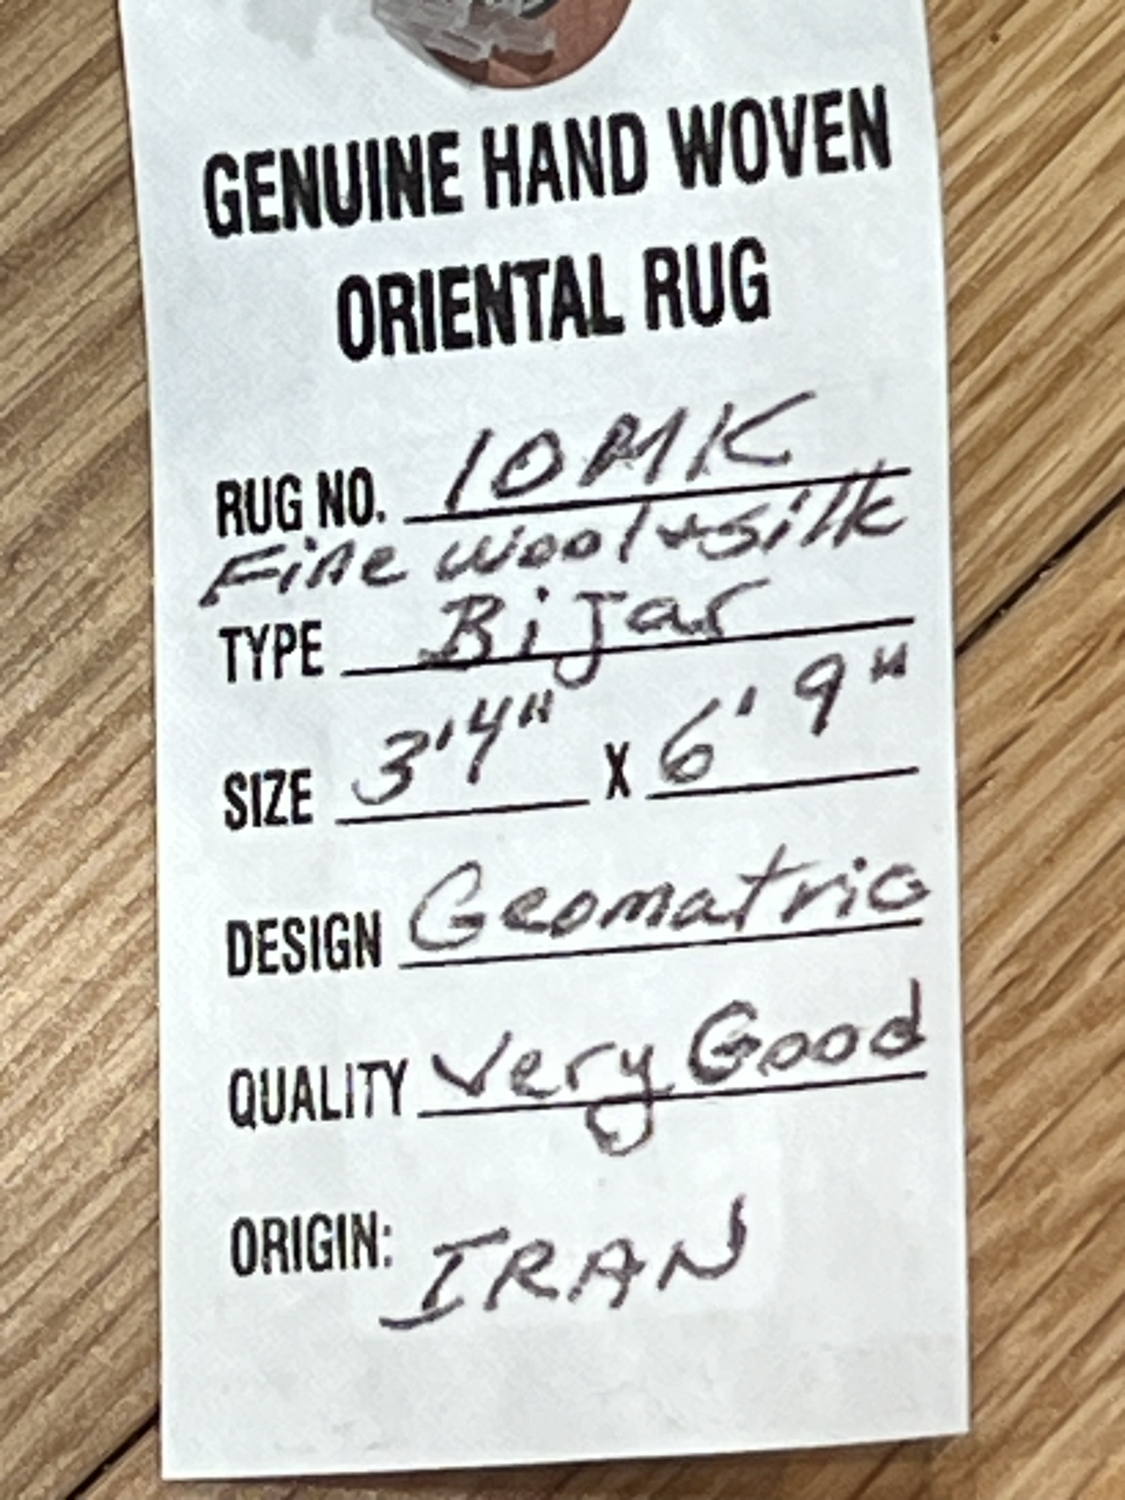 GENUINE HAND WOVEN
ORIENTAL RUG
RUG NO. 10MK
Fine wool + silk
TYPE Bijar
SIZE 3'4" X 6'9"
DESIGN Geomatric
QUALITY Very Good
ORIGIN: IRAN